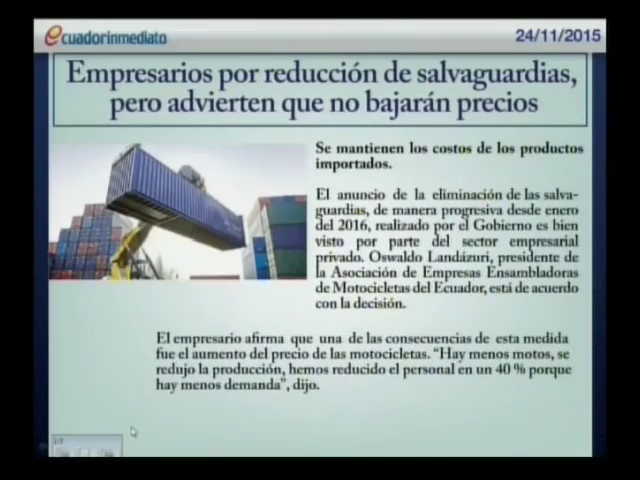 ecuadorinmediato
24/11/2015
Empresarios por reducción de salvaguardias,
pero advierten que no bajarán precios
Se mantienen los costos de los productos
importados.
El anuncio de la eliminación de las salva-
guardias, de manera progresiva desde enero
del 2016, realizado por el Gobierno es bien
visto por parte del sector empresarial
privado. Oswaldo Landázuri, presidente de
la Asociación de Empresas Ensambladoras
de Motocicletas del Ecuador, está de acuerdo
con la decisión.
El empresario afirma que una de las consecuencias de esta medida
fue el aumento del precio de las motocicletas. “Hay menos motos, se
redujo la producción, hemos reducido el personal en un 40 % porque
hay menos demanda”, dijo.